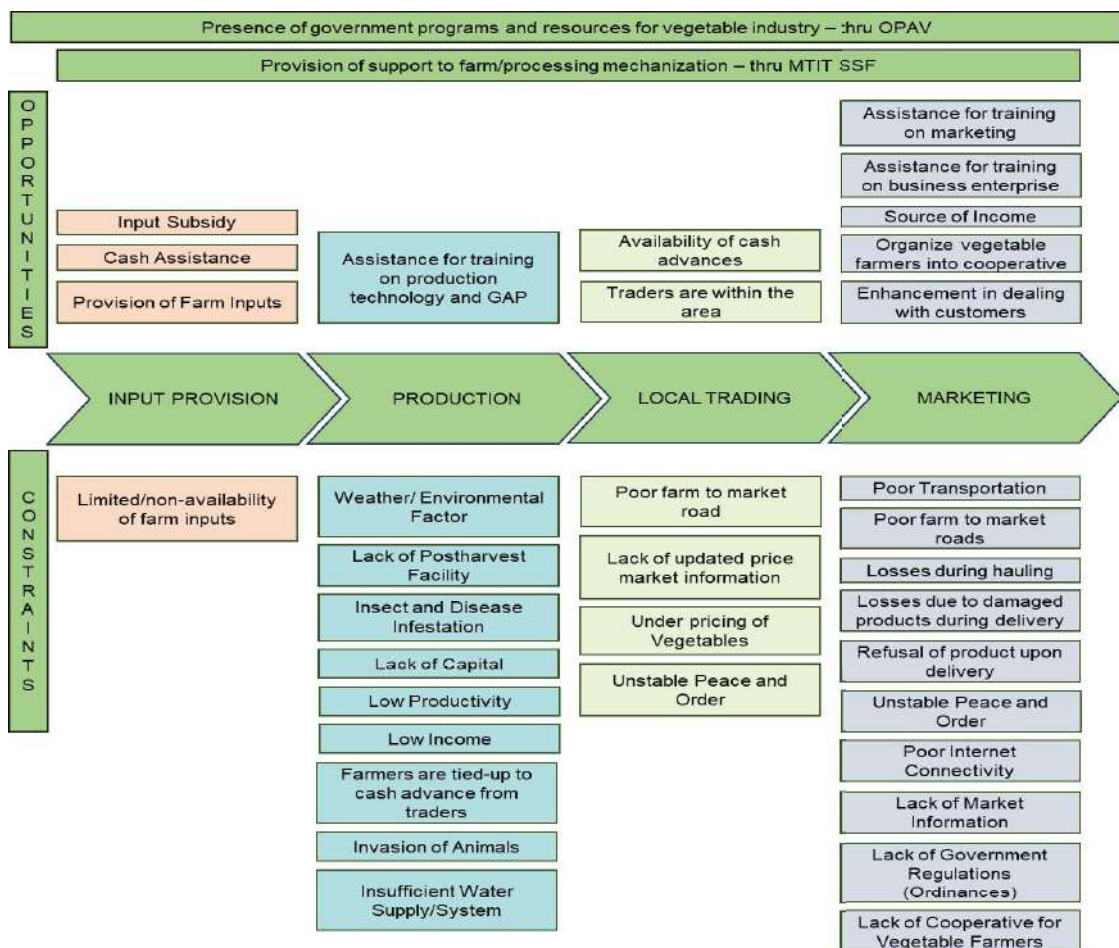 Presence of government programs and resources for vegetable industry – thru OPAV
Provision of support to farm/processing mechanization – thru MTIT SSF
OPPORTUNITIES
Input Subsidy
Cash Assistance
Provision of Farm Inputs
Assistance for training
on production
technology and GAP
Availability of cash
advances
Traders are within the
area
Assistance for training
on marketing
Assistance for training
on business enterprise
Source of Income
Organize vegetable
farmers into cooperative
Enhancement in dealing
with customers
INPUT PROVISION
PRODUCTION
LOCAL TRADING
MARKETING
CONSTRAINTS
Limited/non-availability
of farm inputs
Weather/ Environmental
Factor
Lack of Postharvest
Facility
Insect and Disease
Infestation
Lack of Capital
Low Productivity
Low Income
Farmers are tied-up to
cash advance from
traders
Invasion of Animals
Insufficient Water
Supply/System
Poor farm to market
road
Lack of updated price
market information
Under pricing of
Vegetables
Unstable Peace and
Order
Poor Transportation
Poor farm to market
roads
Losses during hauling
Losses due to damaged
products during delivery
Refusal of product upon
delivery
Unstable Peace and
Order
Poor Internet
Connectivity
Lack of Market
Information
Lack of Government
Regulations
(Ordinances)
Lack of Cooperative for
Vegetable Farmers